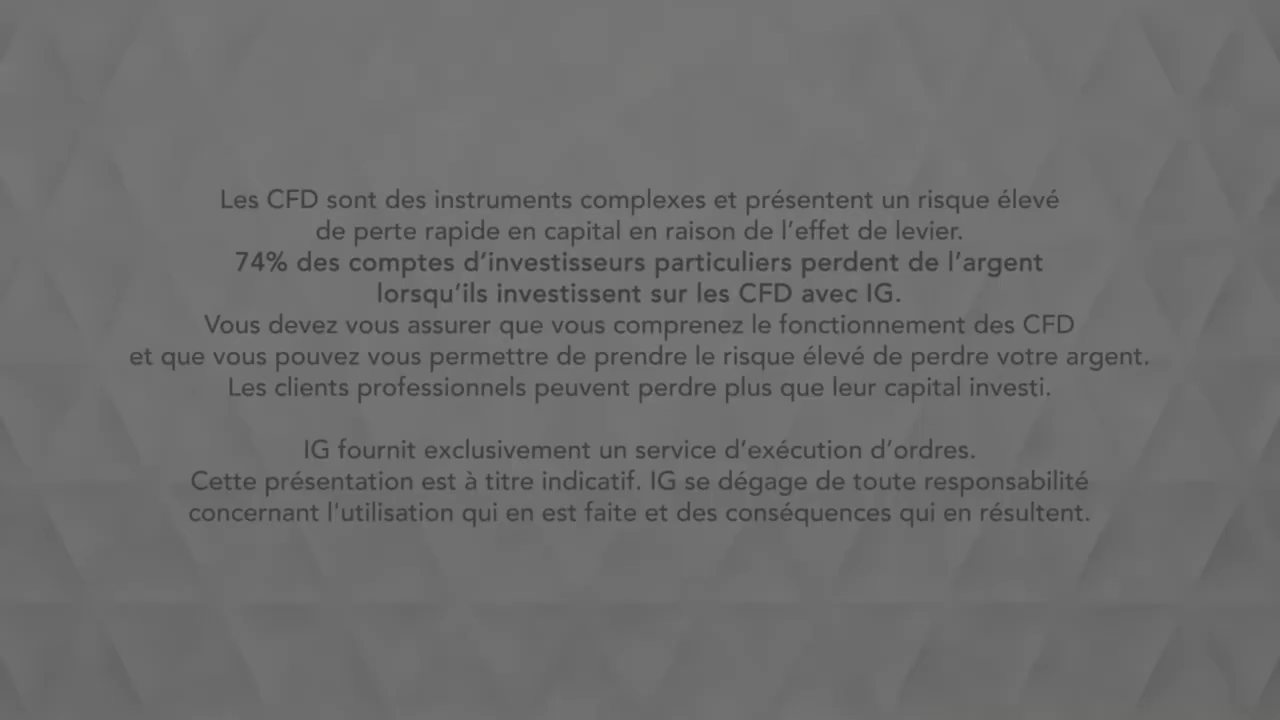 Les CFD sont des instruments complexes et présentent un risque élevé
de perte rapide en capital en raison de l’effet de levier.
74% des comptes d’investisseurs particuliers perdent de l’argent
lorsqu’ils investissent sur les CFD avec IG.
Vous devez vous assurer que vous comprenez le fonctionnement des CFD
et que vous pouvez vous permettre de prendre le risque élevé de perdre votre argent.
Les clients professionnels peuvent perdre plus que leur capital investi.
IG fournit exclusivement un service d’exécution d’ordres.
Cette présentation est à titre indicatif. IG se dégage de toute responsabilité
concernant l'utilisation qui en est faite et des conséquences qui en résultent.